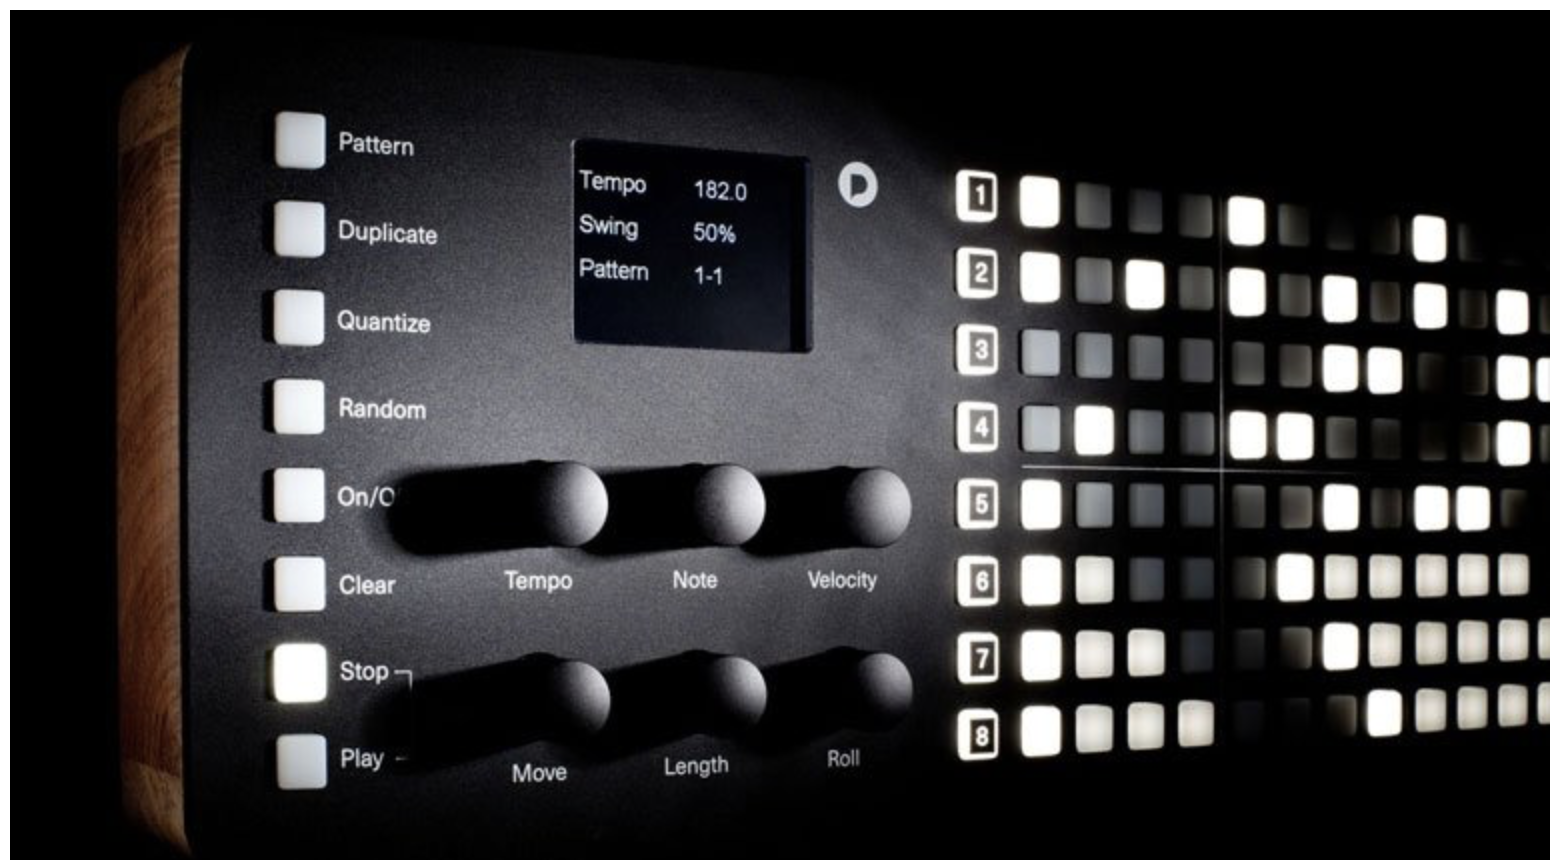 Pattern
Duplicate
Quantize
Random
Clear
Stop
Play
Tempo 182.0
Swing 50%
Pattern 1-1
Tempo Note Velocity
Move Length Roll
1
2
3
4
5
6
7
8